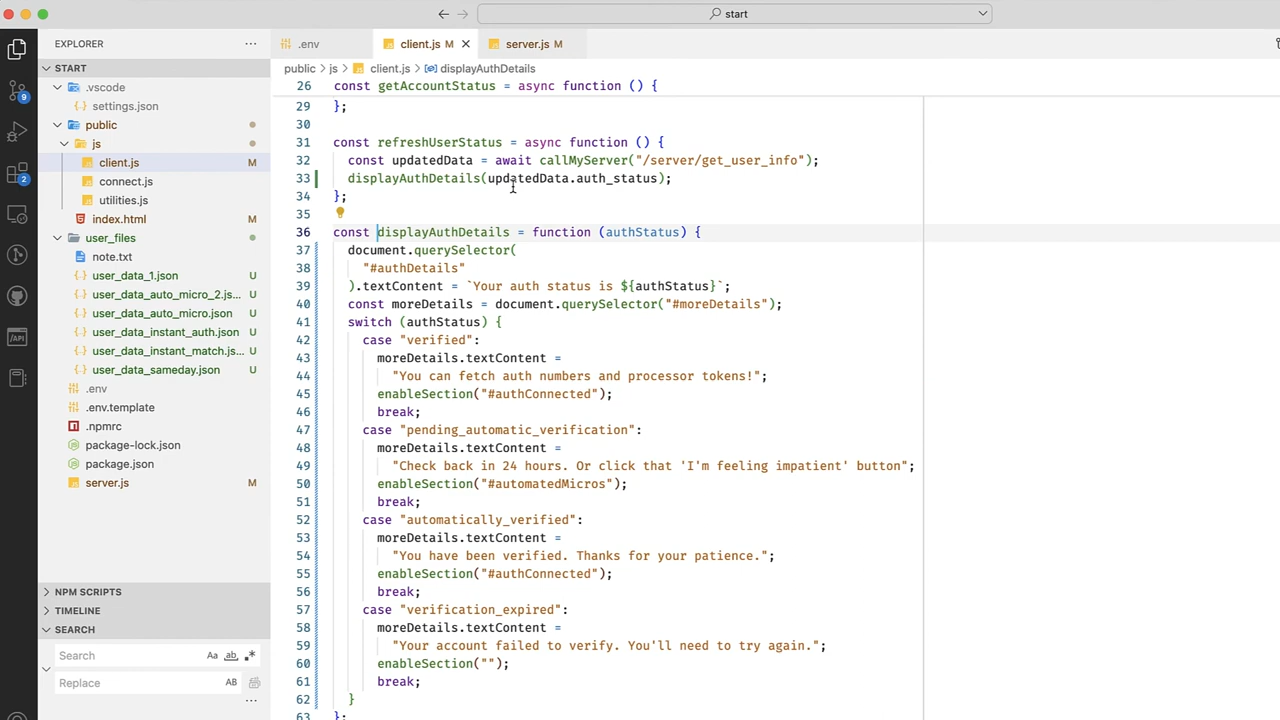 start
EXPLORER
START
.vscode
settings.json
public
js
client.js M
connect.js
utilities.js
index.html M
user_files
note.txt
user_data_1.json U
user_data_auto_micro_2.js... U
user_data_auto_micro.json U
user_data_instant_auth.json U
user_data_instant_match.js... U
user_data_sameday.json U
.env
.env.template
.npmrc
package-lock.json
package.json
server.js M
NPM SCRIPTS
TIMELINE
SEARCH
Search Aa ab
Replace AB
...
9
2
/API
.env
client.js M
server.js M
public > js > client.js > displayAuthDetails
26 const getAccountStatus = async function () {
29 };
30
31 const refreshUserStatus = async function () {
32 const updatedData = await callMyServer("/server/get_user_info");
33 displayAuthDetails(updatedData.auth_status);
34 };
35
36 const displayAuthDetails = function (authStatus) {
37 document.querySelector(
38 "#authDetails"
39 ).textContent = `Your auth status is ${authStatus}`;
40 const moreDetails = document.querySelector("#moreDetails");
41 switch (authStatus) {
42 case "verified":
43 moreDetails.textContent =
44 "You can fetch auth numbers and processor tokens!";
45 enableSection("#authConnected");
46 break;
47 case "pending_automatic_verification":
48 moreDetails.textContent =
49 "Check back in 24 hours. Or click that 'I'm feeling impatient' button";
50 enableSection("#automatedMicros");
51 break;
52 case "automatically_verified":
53 moreDetails.textContent =
54 "You have been verified. Thanks for your patience.";
55 enableSection("#authConnected");
56 break;
57 case "verification_expired":
58 moreDetails.textContent =
59 "Your account failed to verify. You'll need to try again.";
60 enableSection("");
61 break;
62 }
63 };